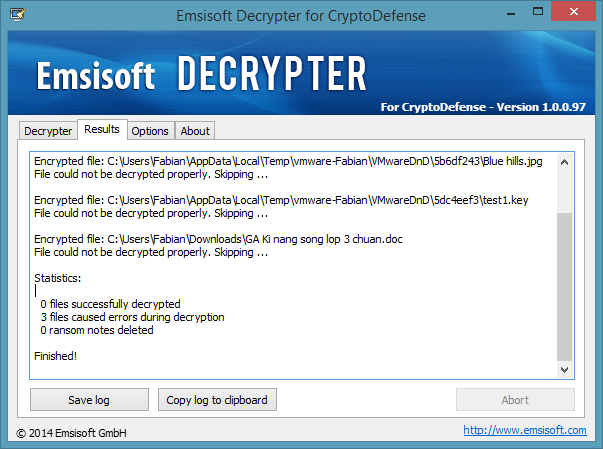 Emsisoft Decrypter for CryptoDefense
Emsisoft DECRYPTER
For CryptoDefense - Version 1.0.0.97
Decrypter Results Options About
Encrypted file: C:\Users\Fabian\AppData\Local\Temp\vmware-Fabian\VMwareDnD\5b6df243\Blue hills.jpg
File could not be decrypted properly. Skipping ...
Encrypted file: C:\Users\Fabian\AppData\Local\Temp\vmware-Fabian\VMwareDnD\5dc4eef3\test1.key
File could not be decrypted properly. Skipping ...
Encrypted file: C:\Users\Fabian\Downloads\GA Ki nang song lop 3 chuan.doc
File could not be decrypted properly. Skipping ...
Statistics:
0 files successfully decrypted
3 files caused errors during decryption
0 ransom notes deleted
Finished!
Save log Copy log to clipboard Abort
© 2014 Emsisoft GmbH http://www.emsisoft.com